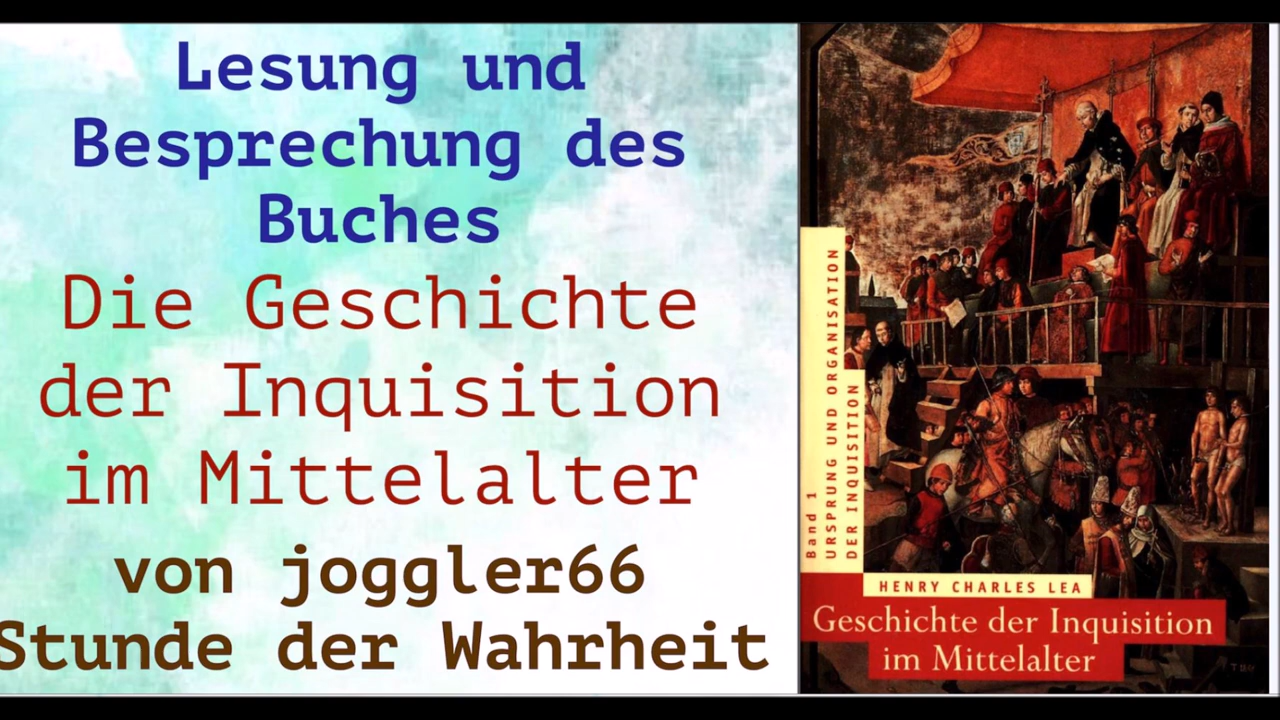 Lesung und
Besprechung des
Buches
Die Geschichte
der Inquisition
im Mittelalter
von joggler66
Stunde der Wahrheit
Band 1
URSPRUNG UND ORGANISATION
DER INQUISITION
HENRY CHARLES LEA
Geschichte der Inquisition
im Mittelalter